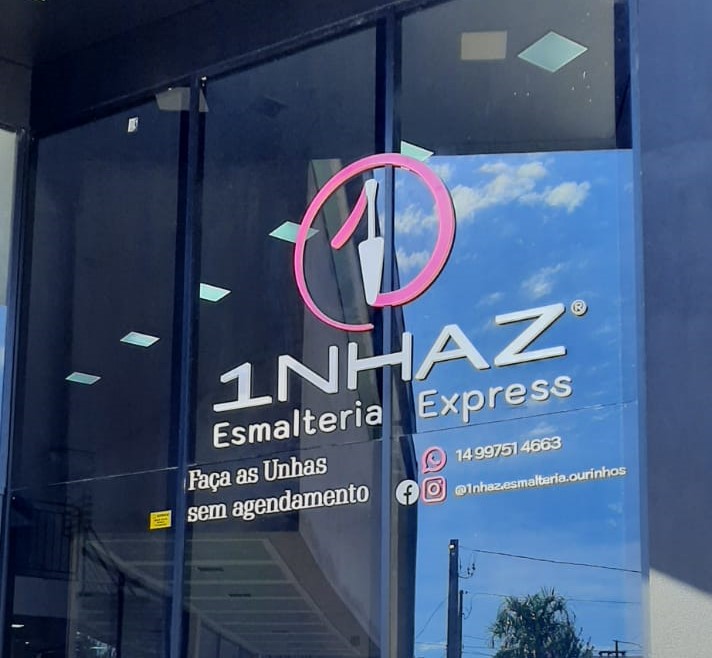 1NHAZ®
Esmalteria Express
Faça as Unhas
sem agendamento
14 99751 4663
@1nhaz.esmalteria.ourinhos